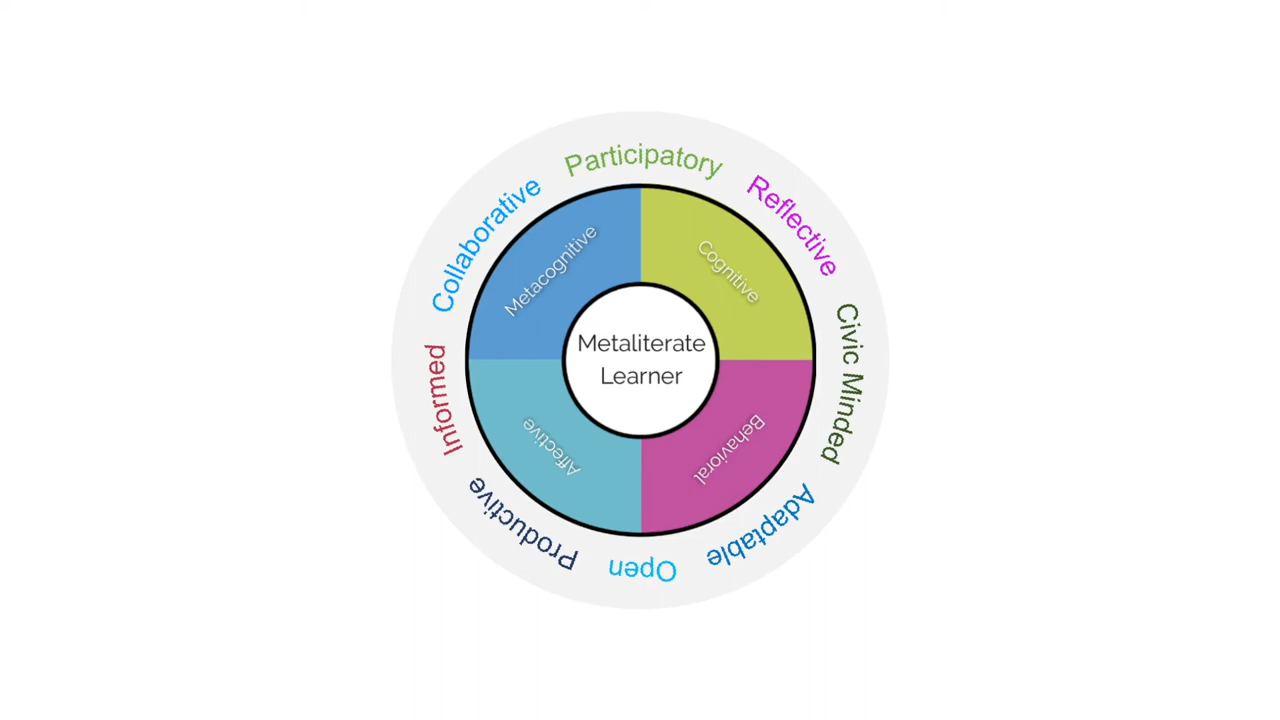 Participatory
Reflective
Civic Minded
Adaptable
Open
Productive
Informed
Collaborative
Metacognitive
Cognitive
Behavioral
Affective
Metaliterate
Learner